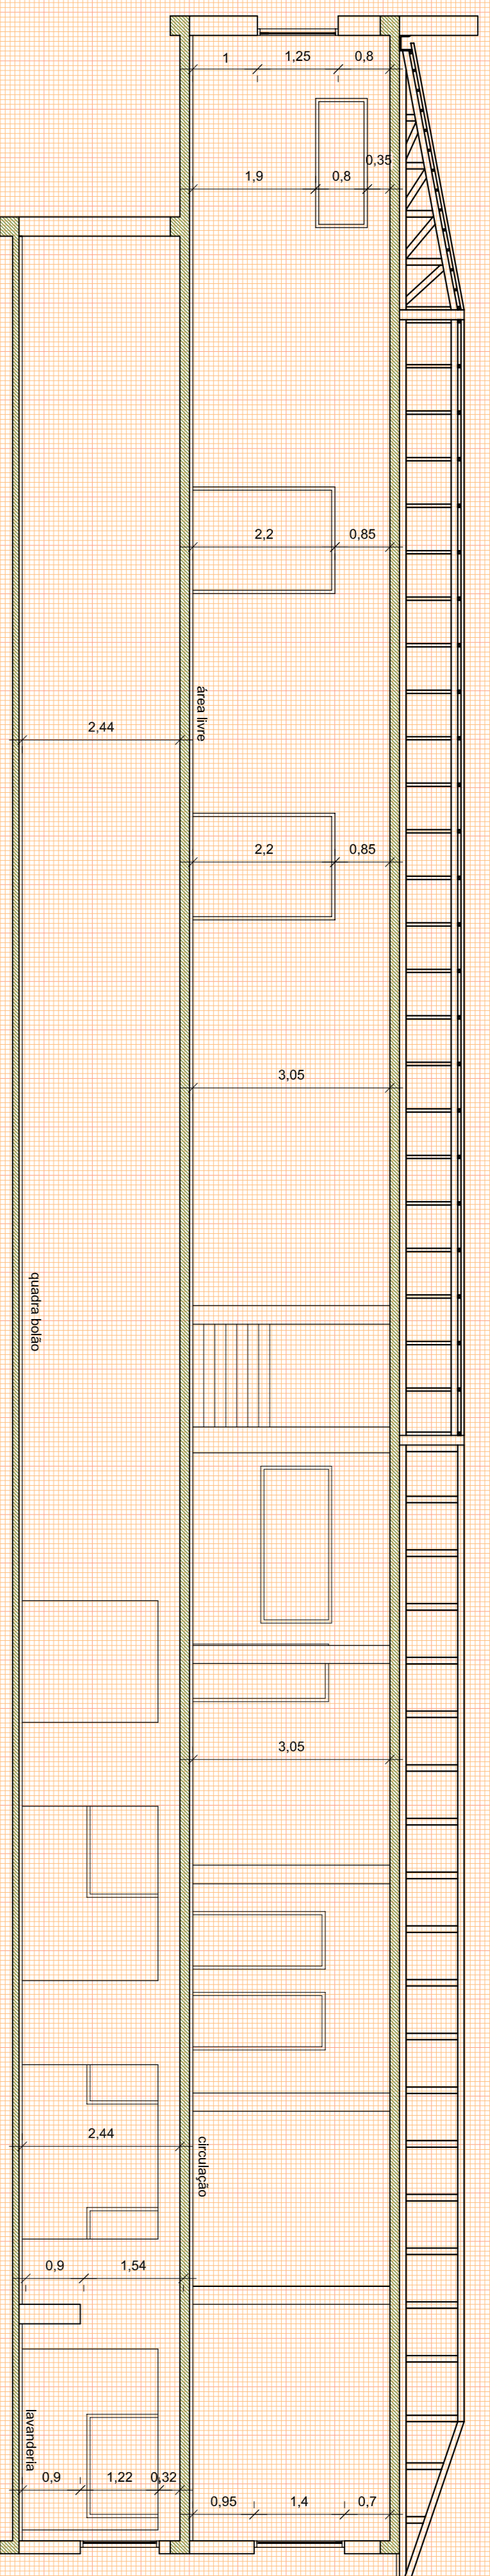 1 1,25 0,8
1,9 0,8 0,35
2,2 0,85
área livre
2,44
2,2 0,85
3,05
quadra bolão
3,05
2,44
circulação
0,9 1,54
lavanderia
0,9 1,22 0,32
0,95 1,4 0,7